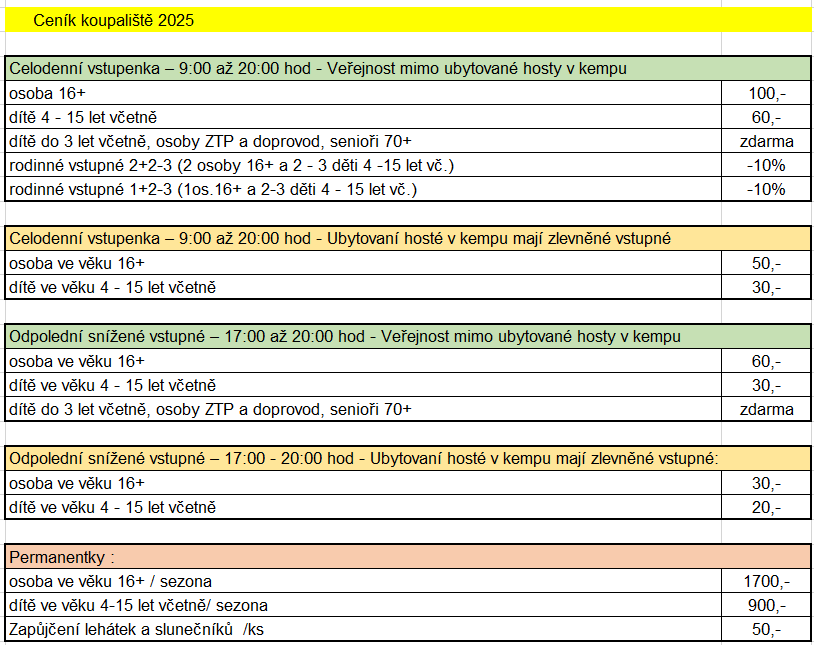 Ceník koupaliště 2025
Celodenní vstupenka – 9:00 až 20:00 hod - Veřejnost mimo ubytované hosty v kempu
osoba 16+ 100,-
dítě 4 - 15 let včetně 60,-
dítě do 3 let včetně, osoby ZTP a doprovod, senioři 70+ zdarma
rodinné vstupné 2+2-3 (2 osoby 16+ a 2 - 3 děti 4 -15 let vč.) -10%
rodinné vstupné 1+2-3 (1os.16+ a 2-3 děti 4 - 15 let vč.) -10%
Celodenní vstupenka – 9:00 až 20:00 hod - Ubytovaní hosté v kempu mají zlevněné vstupné
osoba ve věku 16+ 50,-
dítě ve věku 4 - 15 let včetně 30,-
Odpolední snížené vstupné – 17:00 až 20:00 hod - Veřejnost mimo ubytované hosty v kempu
osoba ve věku 16+ 60,-
dítě ve věku 4 - 15 let včetně 30,-
dítě do 3 let včetně, osoby ZTP a doprovod, senioři 70+ zdarma
Odpolední snížené vstupné – 17:00 - 20:00 hod - Ubytovaní hosté v kempu mají zlevněné vstupné:
osoba ve věku 16+ 30,-
dítě ve věku 4 - 15 let včetně 20,-
Permanentky :
osoba ve věku 16+ / sezona 1700,-
dítě ve věku 4-15 let včetně/ sezona 900,-
Zapůjčení lehátek a slunečníků /ks 50,-